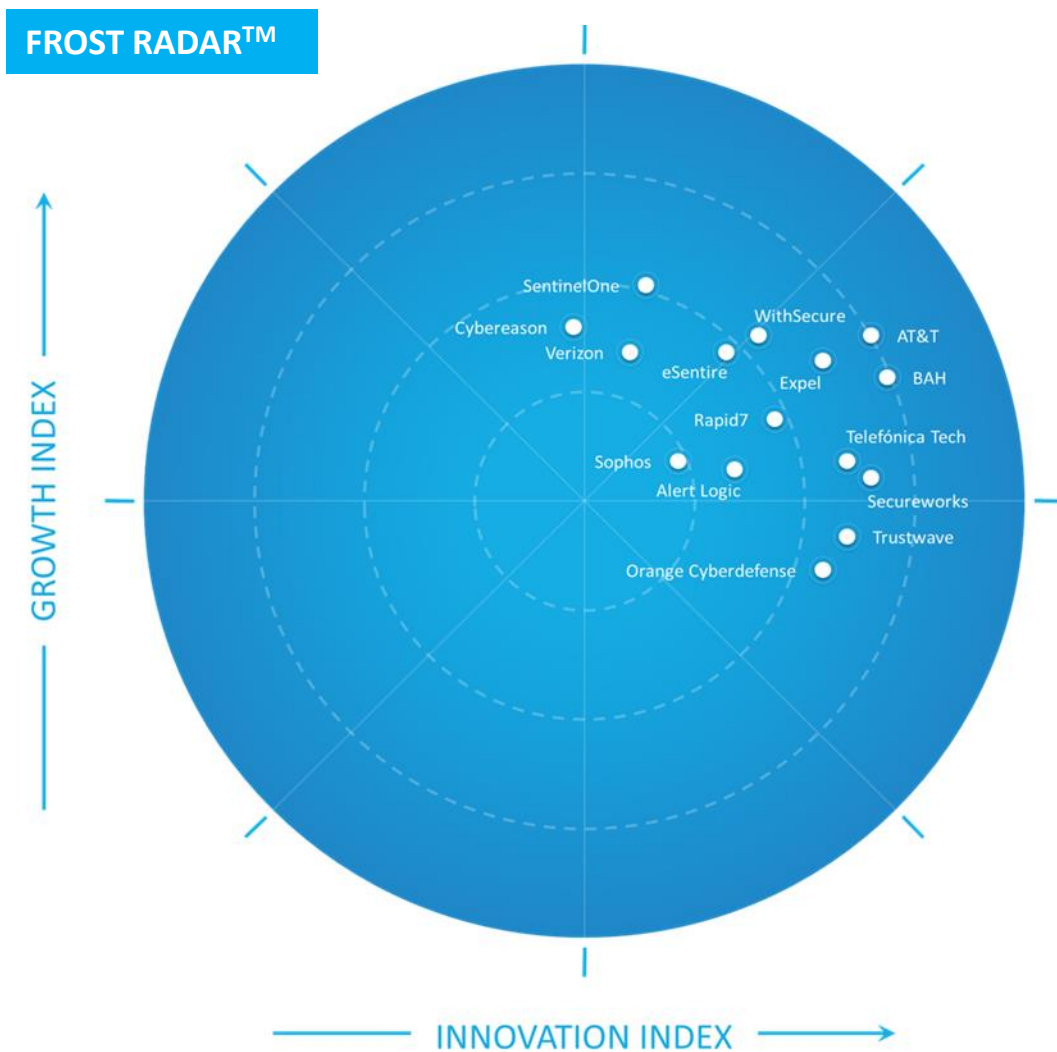 FROST RADAR™
SentinelOne
WithSecure
Cybereason
AT&T
Verizon
eSentire
Expel
BAH
Rapid7
Telefónica Tech
Sophos
Alert Logic
Secureworks
Trustwave
Orange Cyberdefense
GROWTH INDEX
INNOVATION INDEX